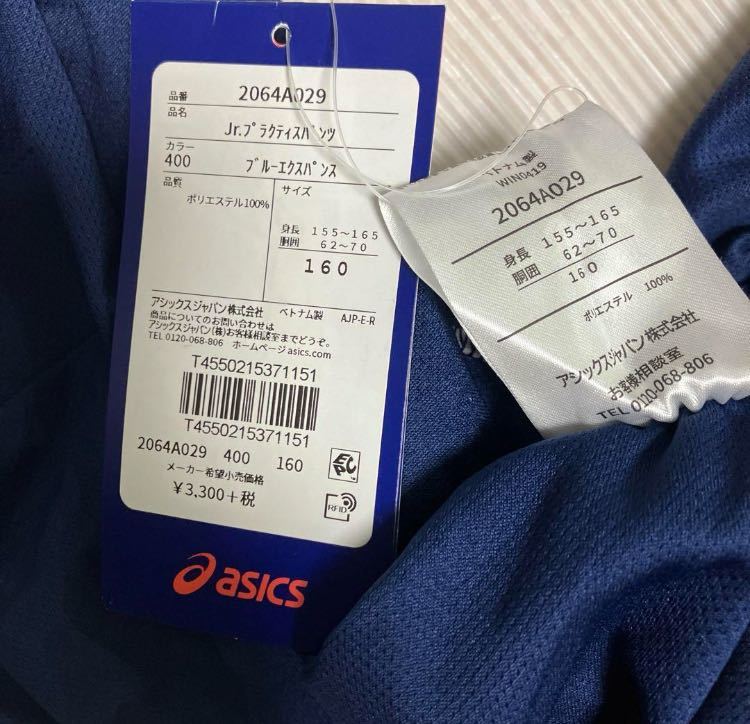 品番 2064A029
品名
Jr.プラクティスパンツ
カラー
400 ブルーエクスパンス
品質
ポリエステル100%
サイズ
身長 155~165
胴囲 62~70
160
アシックスジャパン株式会社 ベトナム製 AJP-E-R
商品についてのお問い合わせは
アシックスジャパン(株)お客様相談室までどうぞ。
TEL 0120-068-806 ホームページasics.com
T4550215371151
T4550215371151
2064A029 400 160
メーカー希望小売価格
¥3,300+税
EPC
RFID
asics
ベトナム製
WIN0419
2064A029
身長 155~165
胴囲 62~70
160
ポリエステル 100%
アシックスジャパン株式会社
お客様相談室
TEL 0120-068-806